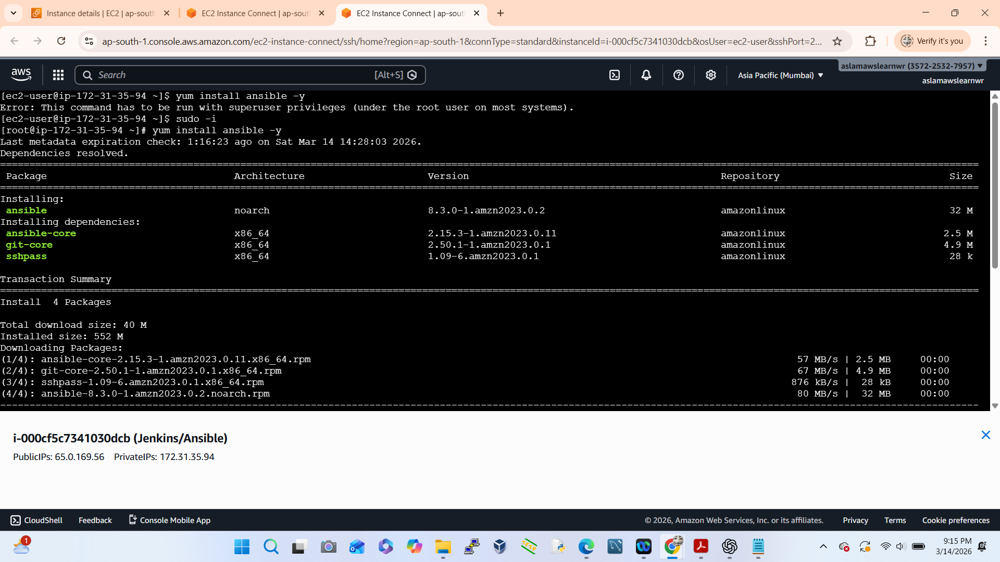 Instance details | EC2 | ap-south
EC2 Instance Connect | ap-sout
EC2 Instance Connect | ap-sout
ap-south-1.console.aws.amazon.com/ec2-instance-connect/ssh/home?region=ap-south-1&connType=standard&instanceId=i-000cf5c7341030dcb&osUser=ec2-user&sshPort=2...
Verify it's you
aws
Search
[Alt+S]
Asia Pacific (Mumbai)
aslamawslearnwr (3572-2532-7957)
aslamawslearnwr
[ec2-user@ip-172-31-35-94 ~]$ yum install ansible -y
Error: This command has to be run with superuser privileges (under the root user on most systems).
[ec2-user@ip-172-31-35-94 ~]$ sudo -i
[root@ip-172-31-35-94 ~]# yum install ansible -y
Last metadata expiration check: 1:16:23 ago on Sat Mar 14 14:28:03 2026.
Dependencies resolved.
Package Architecture Version Repository Size
Installing:
ansible noarch 8.3.0-1.amzn2023.0.2 amazonlinux 32 M
Installing dependencies:
ansible-core x86_64 2.15.3-1.amzn2023.0.11 amazonlinux 2.5 M
git-core x86_64 2.50.1-1.amzn2023.0.1 amazonlinux 4.9 M
sshpass x86_64 1.09-6.amzn2023.0.1 amazonlinux 28 k
Transaction Summary
Install 4 Packages
Total download size: 40 M
Installed size: 552 M
Downloading Packages:
(1/4): ansible-core-2.15.3-1.amzn2023.0.11.x86_64.rpm 57 MB/s | 2.5 MB 00:00
(2/4): git-core-2.50.1-1.amzn2023.0.1.x86_64.rpm 67 MB/s | 4.9 MB 00:00
(3/4): sshpass-1.09-6.amzn2023.0.1.x86_64.rpm 876 kB/s | 28 kB 00:00
(4/4): ansible-8.3.0-1.amzn2023.0.2.noarch.rpm 80 MB/s | 32 MB 00:00
i-000cf5c7341030dcb (Jenkins/Ansible)
PublicIPs: 65.0.169.56 PrivateIPs: 172.31.35.94
CloudShell Feedback Console Mobile App © 2026, Amazon Web Services, Inc. or its affiliates. Privacy Terms Cookie preferences
1
TFTP
9:15 PM
3/14/2026